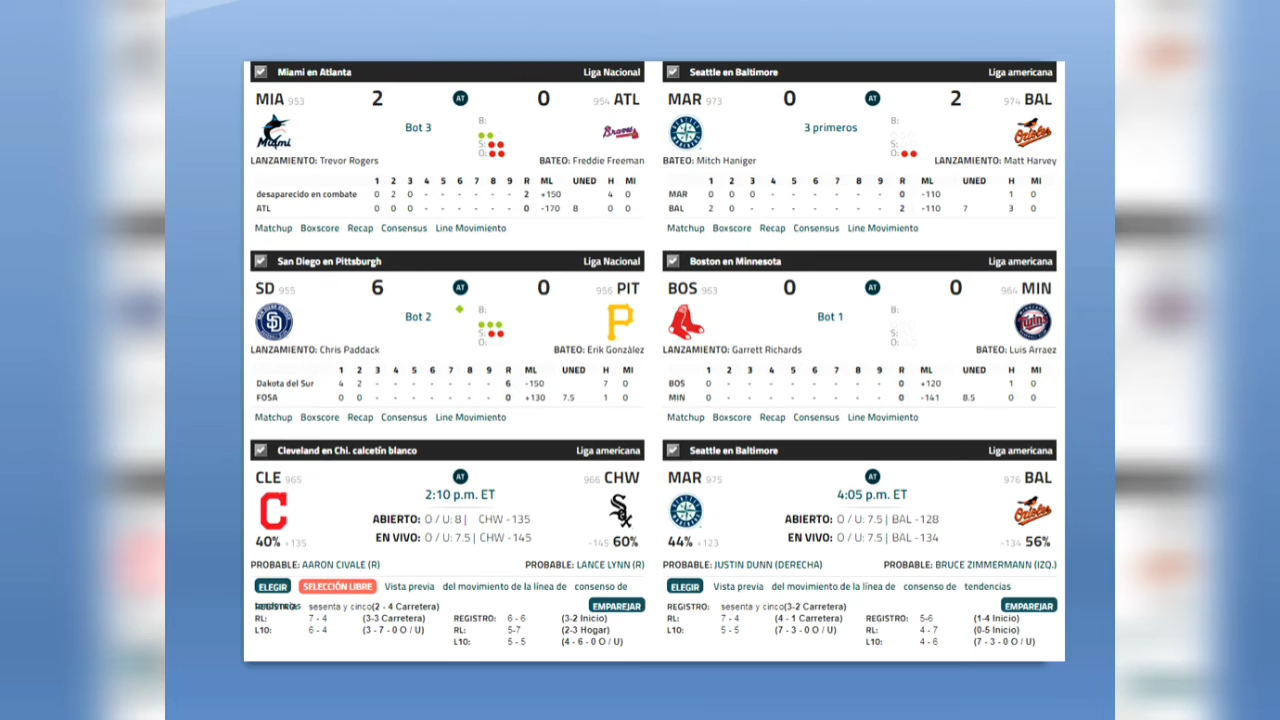 Miami en Atlanta Liga Nacional
MIA 953 2 AT 0 954 ATL
Bot 3 B:
S:
O:
Miami Braves
LANZAMIENTO: Trevor Rogers BATEO: Freddie Freeman
1 2 3 4 5 6 7 8 9 R ML UNED H MI
desaparecido en combate 0 2 0 - - - - - - 2 +150 4 0
ATL 0 0 0 - - - - - - 0 -170 8 0 0
Matchup Boxscore Recap Consensus Line Movimiento
Seattle en Baltimore Liga americana
MAR 973 0 AT 2 974 BAL
3 primeros B:
S:
O:
Orioles
BATEO: Mitch Haniger LANZAMIENTO: Matt Harvey
1 2 3 4 5 6 7 8 9 R ML UNED H MI
MAR 0 0 0 - - - - - - 0 -110 1 0
BAL 2 0 - - - - - - - 2 -110 7 3 0
Matchup Boxscore Recap Consensus Line Movimiento
San Diego en Pittsburgh Liga Nacional
SD 955 6 AT 0 956 PIT
Bot 2 B:
S:
O:
SD P
LANZAMIENTO: Chris Paddack BATEO: Erik González
1 2 3 4 5 6 7 8 9 R ML UNED H MI
Dakota del Sur 4 2 - - - - - - - 6 -150 7 0
FOSA 0 0 - - - - - - - 0 +130 7.5 1 0
Matchup Boxscore Recap Consensus Line Movimiento
Boston en Minnesota Liga americana
BOS 963 0 AT 0 964 MIN
Bot 1 B:
S:
O:
Twins
LANZAMIENTO: Garrett Richards BATEO: Luis Arraez
1 2 3 4 5 6 7 8 9 R ML UNED H MI
BOS 0 - - - - - - - - 0 +120 1 0
MIN - - - - - - - - - 0 -141 8.5 0 0
Matchup Boxscore Recap Consensus Line Movimiento
Cleveland en Chi. calcetín blanco Liga americana
CLE 965 AT 966 CHW
2:10 p.m. ET
C Sox
ABIERTO: O / U: 8 | CHW -135
EN VIVO: O / U: 7.5 | CHW -145
40% +135 -145 60%
PROBABLE: AARON CIVALE (R) PROBABLE: LANCE LYNN (R)
ELEGIR SELECCIÓN LIBRE Vista previa del movimiento de la línea de consenso de
EMPAREJAR
sesenta y cinco(2 - 4 Carretera)
RL: 7 - 4 (3-3 Carretera) REGISTRO: 6 - 6 (3-2 Inicio)
L10: 6 - 4 (3 - 7 - 0 O / U) RL: 5-7 (2-3 Hogar)
L10: 5 - 5 (4 - 6 - 0 O / U)
Seattle en Baltimore Liga americana
MAR 975 AT 976 BAL
4:05 p.m. ET
Orioles
ABIERTO: O / U: 7.5 | BAL -128
EN VIVO: O / U: 7.5 | BAL -134
44% +123 -134 56%
PROBABLE: JUSTIN DUNN (DERECHA) PROBABLE: BRUCE ZIMMERMANN (IZQ.)
ELEGIR Vista previa del movimiento de la línea de consenso de tendencias
EMPAREJAR
REGISTRO: sesenta y cinco(3-2 Carretera)
RL: 7 - 4 (4 - 1 Carretera) REGISTRO: 5-6 (1-4 Inicio)
L10: 5 - 5 (7 - 3 - 0 O / U) RL: 4 - 7 (0-5 Inicio)
L10: 4 - 6 (7 - 3 - 0 O / U)